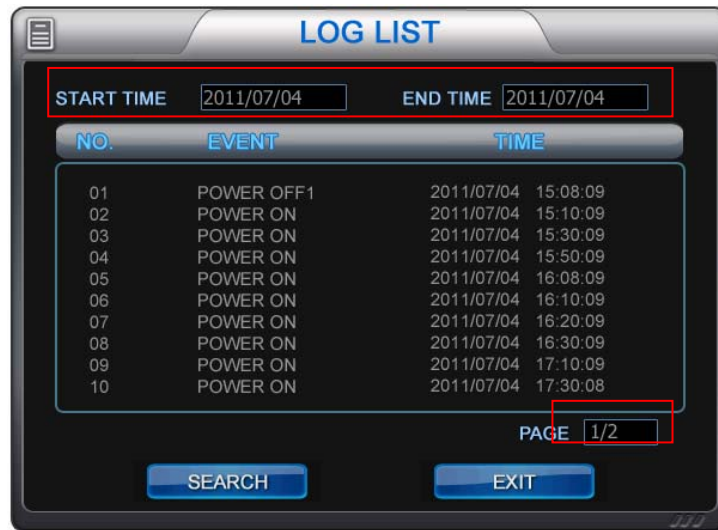 LOG LIST
START TIME 2011/07/04 END TIME 2011/07/04
NO. EVENT TIME
01 POWER OFF1 2011/07/04 15:08:09
02 POWER ON 2011/07/04 15:10:09
03 POWER ON 2011/07/04 15:30:09
04 POWER ON 2011/07/04 15:50:09
05 POWER ON 2011/07/04 16:08:09
06 POWER ON 2011/07/04 16:10:09
07 POWER ON 2011/07/04 16:20:09
08 POWER ON 2011/07/04 16:30:09
09 POWER ON 2011/07/04 17:10:09
10 POWER ON 2011/07/04 17:30:08
PAGE 1/2
SEARCH EXIT